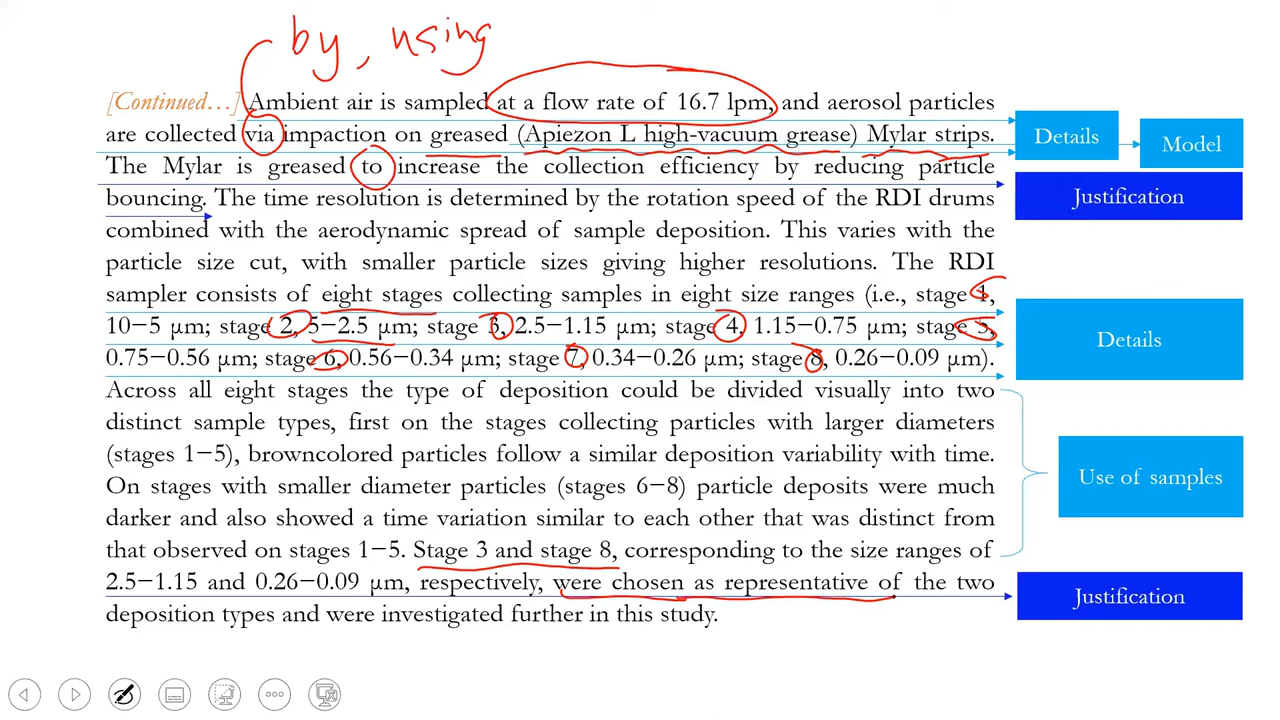 by, using
[Continued…] Ambient air is sampled at a flow rate of 16.7 lpm, and aerosol particles
are collected via impaction on greased (Apiezon L high-vacuum grease) Mylar strips.
The Mylar is greased to increase the collection efficiency by reducing particle
bouncing. The time resolution is determined by the rotation speed of the RDI drums
combined with the aerodynamic spread of sample deposition. This varies with the
particle size cut, with smaller particle sizes giving higher resolutions. The RDI
sampler consists of eight stages collecting samples in eight size ranges (i.e., stage 1,
10−5 μm; stage 2, 5−2.5 μm; stage 3, 2.5−1.15 μm; stage 4, 1.15−0.75 μm; stage 5,
0.75−0.56 μm; stage 6, 0.56−0.34 μm; stage 7, 0.34−0.26 μm; stage 8, 0.26−0.09 μm).
Across all eight stages the type of deposition could be divided visually into two
distinct sample types, first on the stages collecting particles with larger diameters
(stages 1−5), browncolored particles follow a similar deposition variability with time.
On stages with smaller diameter particles (stages 6−8) particle deposits were much
darker and also showed a time variation similar to each other that was distinct from
that observed on stages 1−5. Stage 3 and stage 8, corresponding to the size ranges of
2.5−1.15 and 0.26−0.09 μm, respectively, were chosen as representative of the two
deposition types and were investigated further in this study.
Details
Model
Justification
Details
Use of samples
Justification